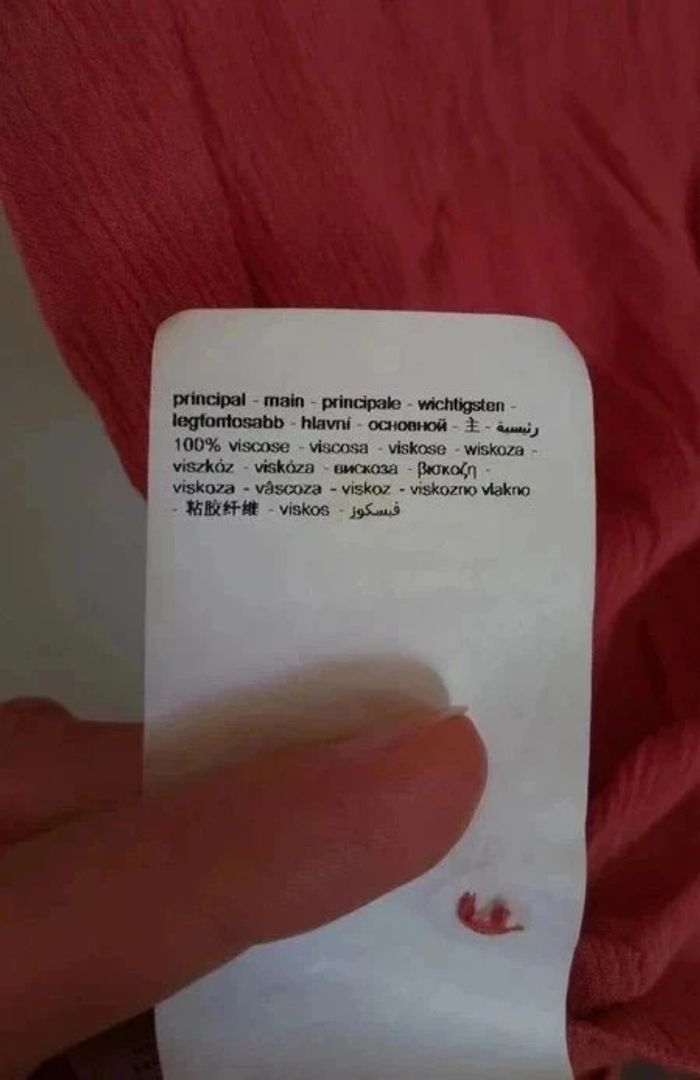 principal - main - principale - wichtigsten -
legfontosabb - hlavní - основной - 主 - رئيسية
100% viscose - viscosa - viskose - wiskoza -
viszkóz - viskóza - вискоза - βισκοζη -
viskoza - vâscoza - viskoz - viskozno vlakno
- 粘胶纤维 - viskos - فيسكوز